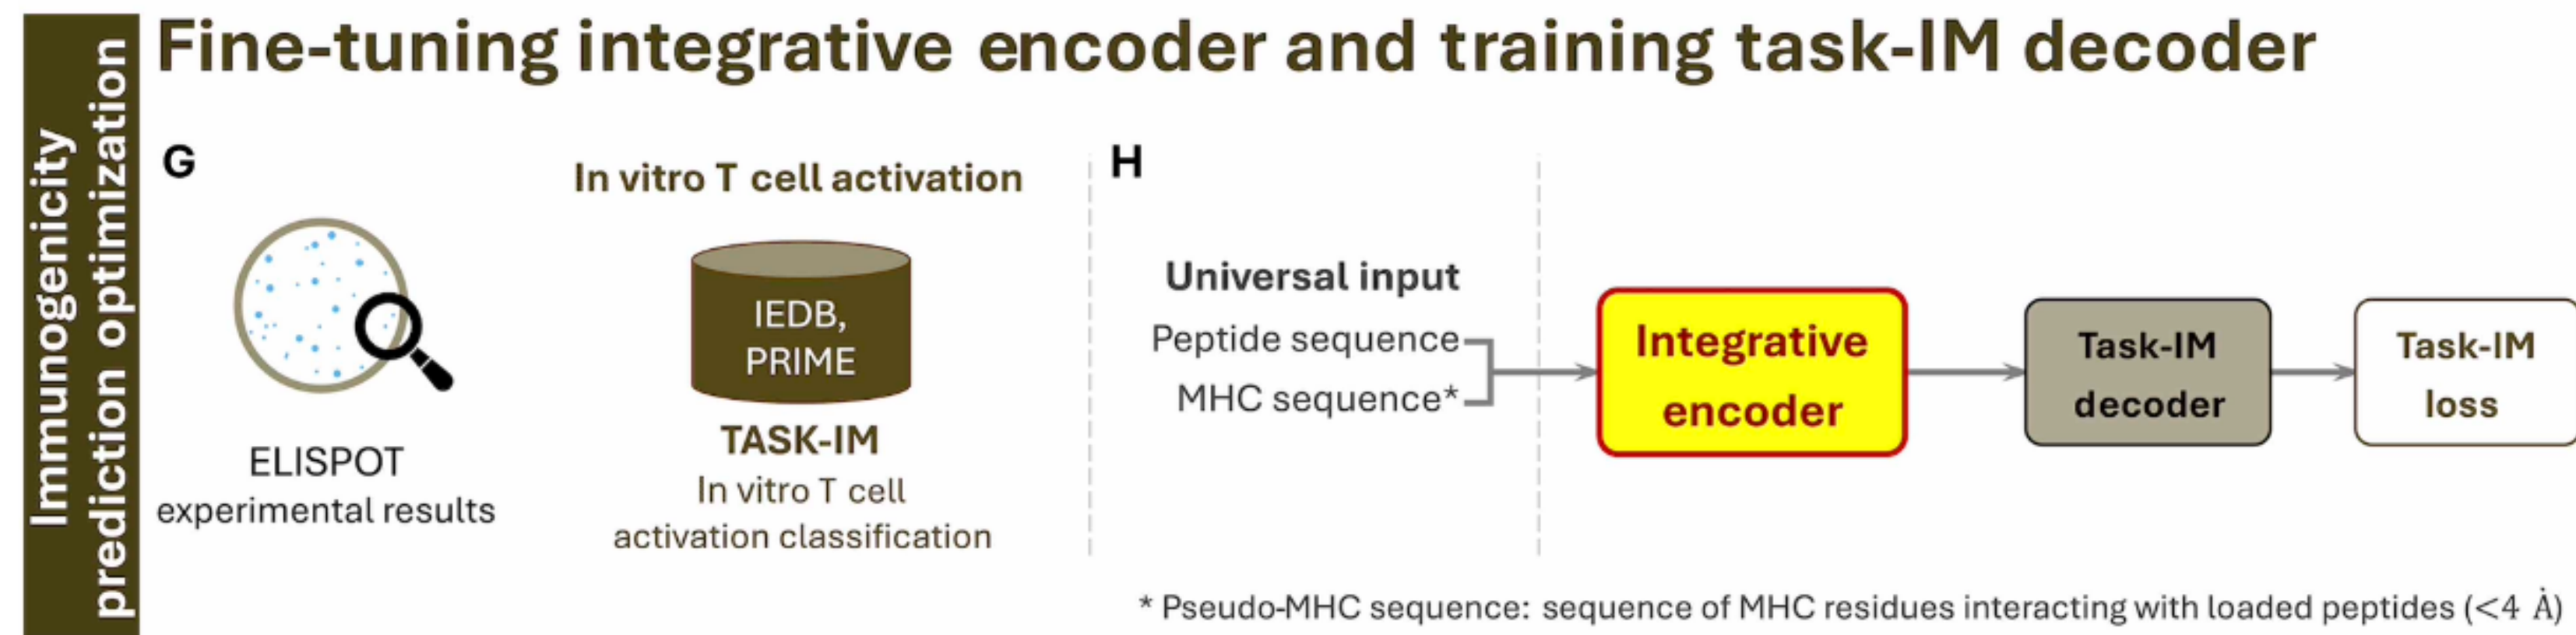 Immunogenicity
prediction optimization
Fine-tuning integrative encoder and training task-IM decoder
G
ELISPOT
experimental results
In vitro T cell activation
IEDB,
PRIME
TASK-IM
In vitro T cell
activation classification
H
Universal input
Peptide sequence
MHC sequence*
Integrative
encoder
Task-IM
decoder
Task-IM
loss
* Pseudo-MHC sequence: sequence of MHC residues interacting with loaded peptides (<4 Å)